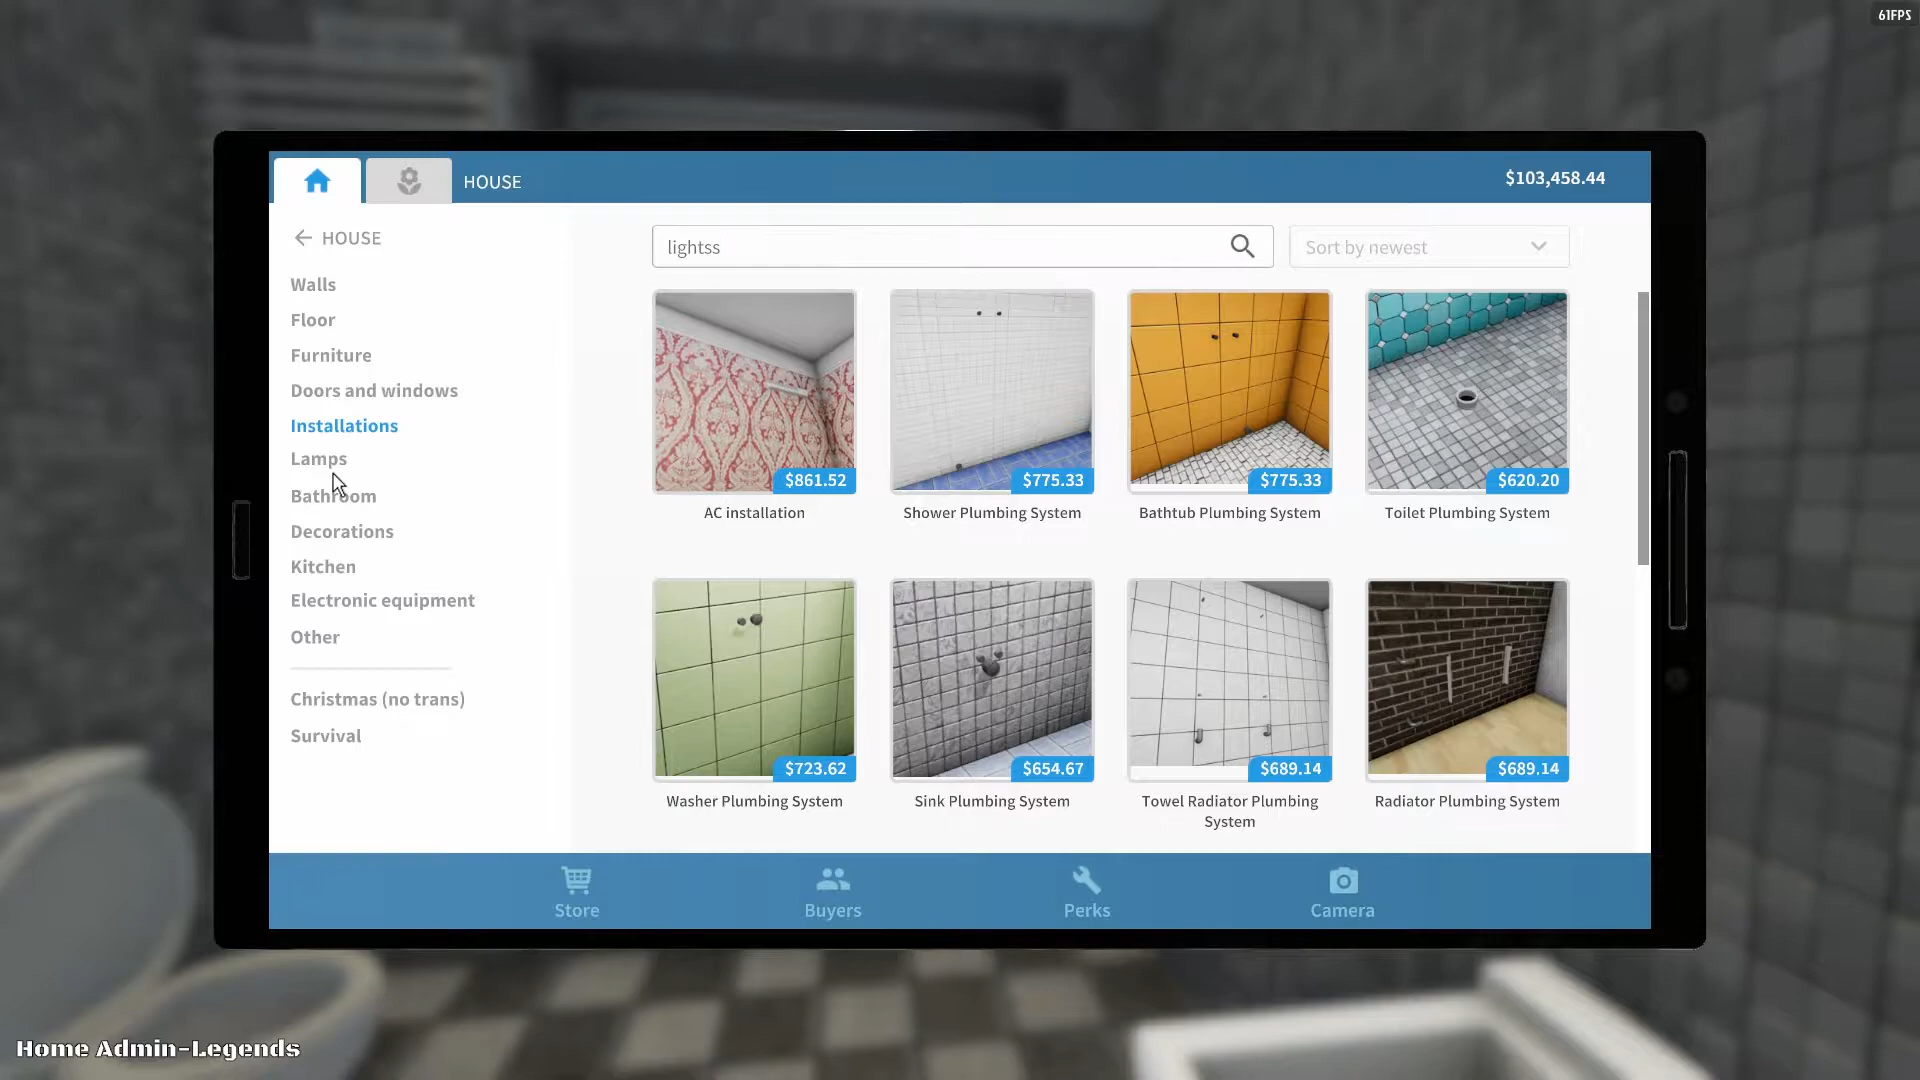 61FPS
HOUSE
$103,458.44
HOUSE
lightss
Sort by newest
Walls
Floor
Furniture
Doors and windows
Installations
Lamps
Bathroom
Decorations
Kitchen
Electronic equipment
Other
Christmas (no trans)
Survival
$861.52
$775.33
$775.33
$620.20
AC installation
Shower Plumbing System
Bathtub Plumbing System
Toilet Plumbing System
$723.62
$654.67
$689.14
$689.14
Washer Plumbing System
Sink Plumbing System
Towel Radiator Plumbing
System
Radiator Plumbing System
Store
Buyers
Perks
Camera
Home Admin-Legends